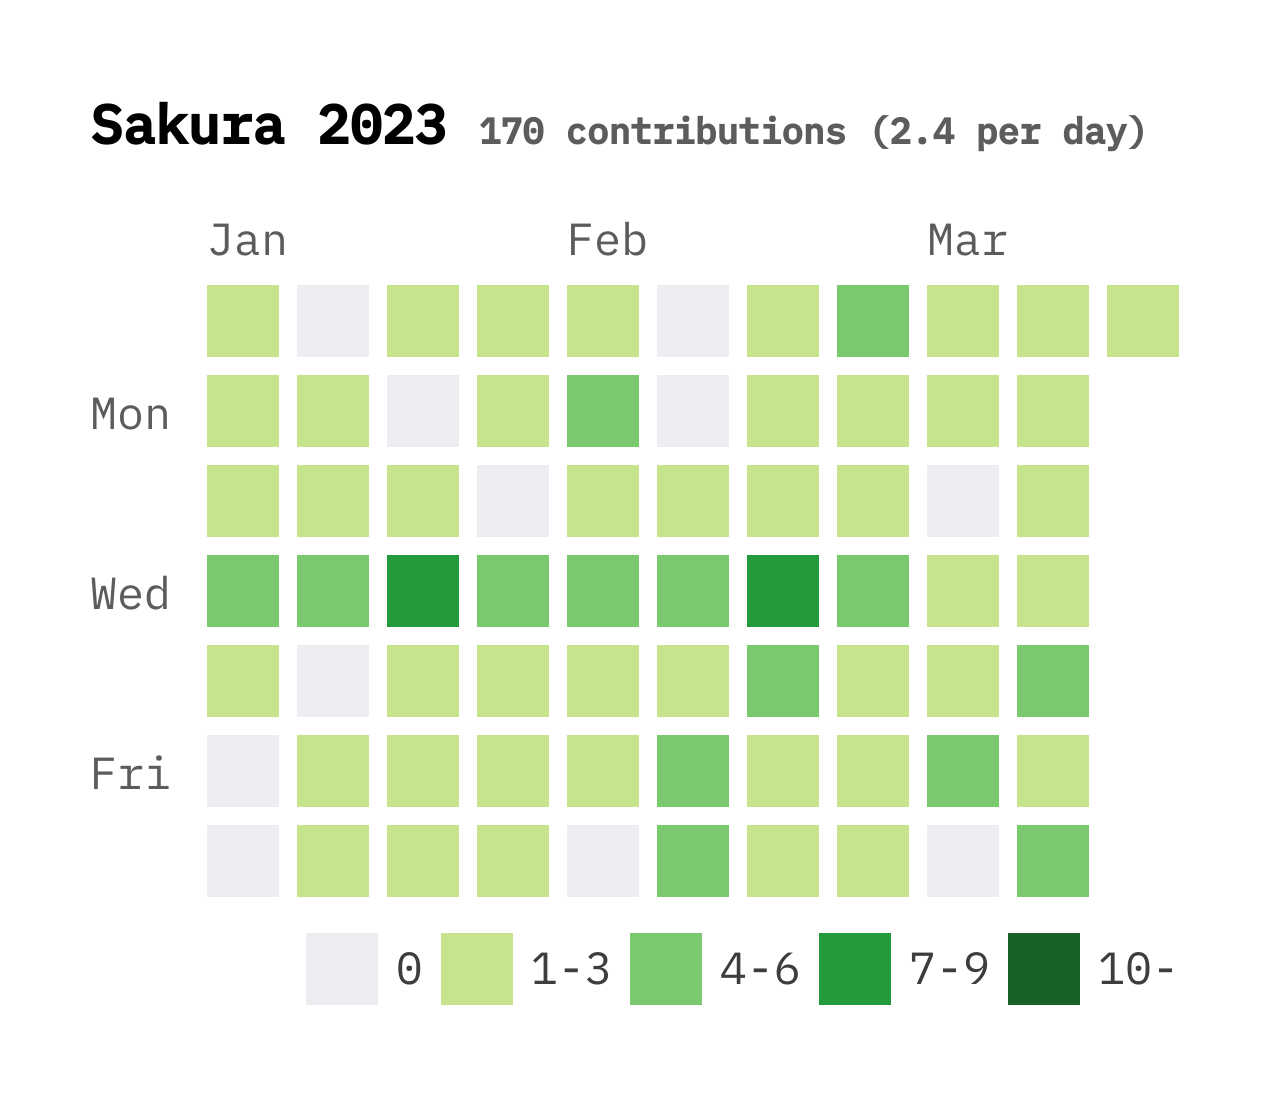 Sakura 2023 170 contributions (2.4 per day)
Jan Feb Mar
Mon
Wed
Fri
0 1-3 4-6 7-9 10-